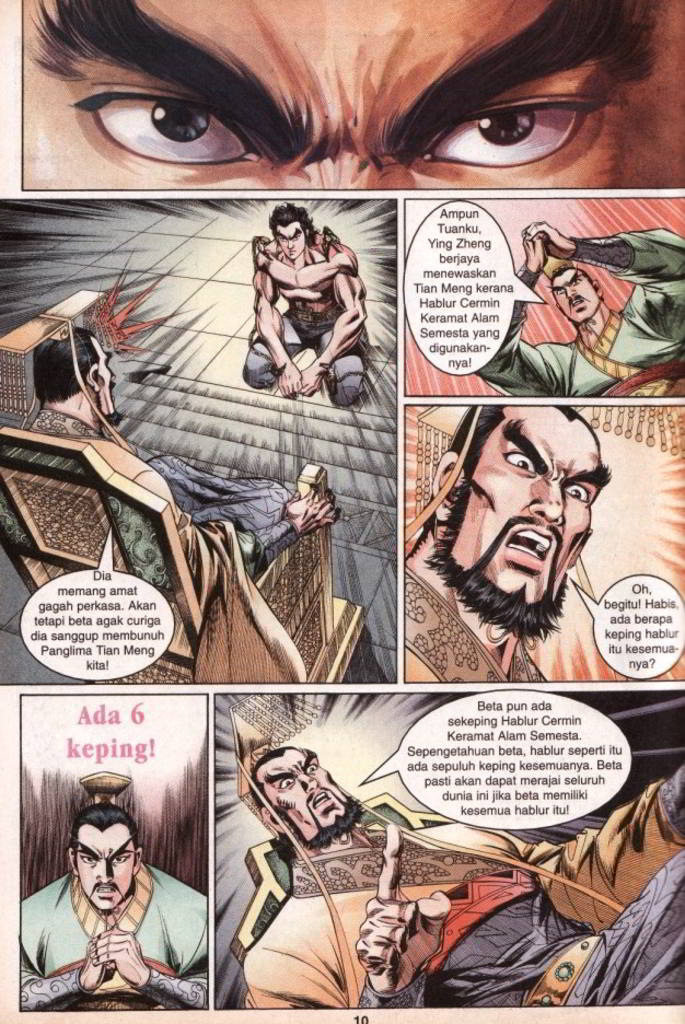 Ampun
Tuanku,
Ying Zheng
berjaya
menewaskan
Tian Meng kerana
Hablur Cermin
Keramat Alam
Semesta yang
digunakan-
nya!
Dia
memang amat
gagah perkasa. Akan
tetapi beta agak curiga
dia sanggup membunuh
Panglima Tian Meng
kita!
Oh,
begitu! Habis,
ada berapa
keping hablur
itu kesemua-
nya?
Ada 6
keping!
Beta pun ada
sekeping Hablur Cermin
Keramat Alam Semesta.
Sepengetahuan beta, hablur seperti itu
ada sepuluh keping kesemuanya. Beta
pasti akan dapat merajai seluruh
dunia ini jika beta memiliki
kesemua hablur itu!
10